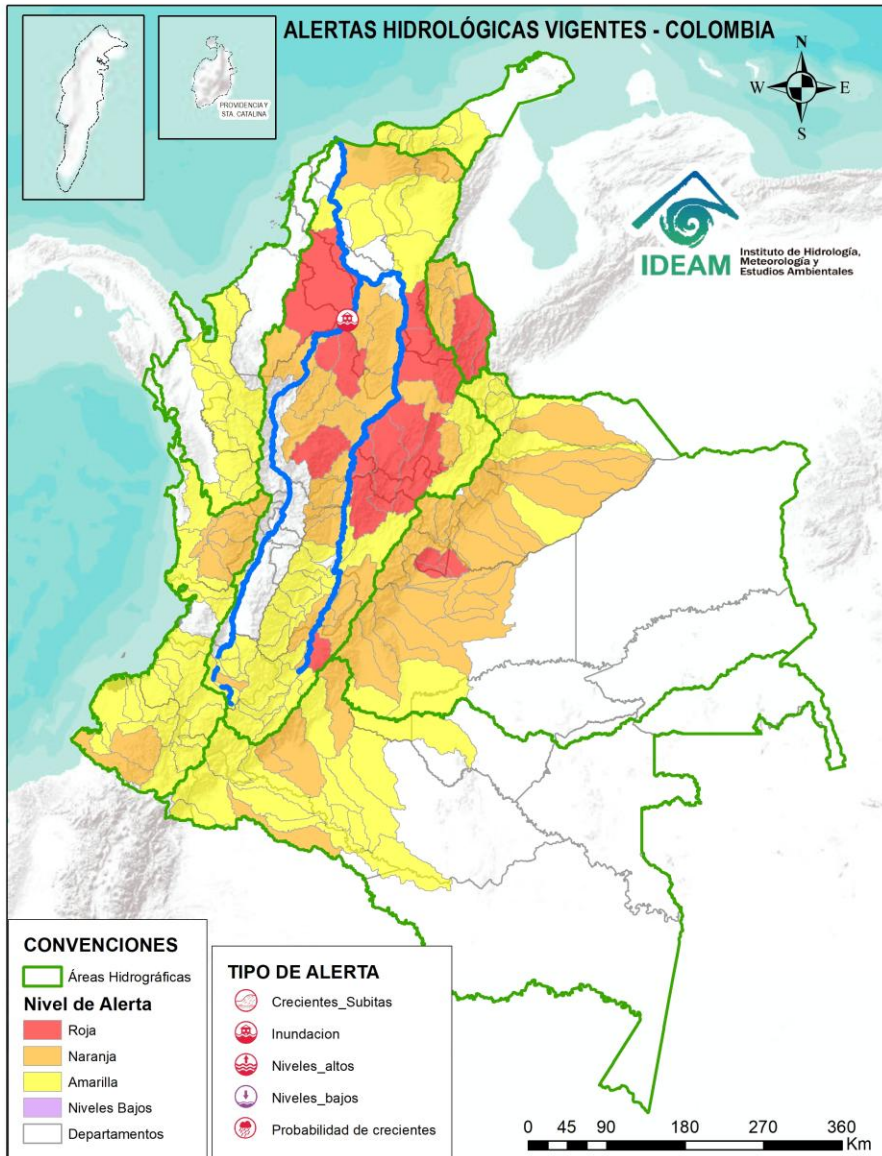 ALERTAS HIDROLÓGICAS VIGENTES - COLOMBIA
PROVIDENCIA Y
STA. CATALINA
N
W
E
S
IDEAM
Instituto de Hidrología,
Meteorología y
Estudios Ambientales
CONVENCIONES
Áreas Hidrográficas
Nivel de Alerta
Roja
Naranja
Amarilla
Niveles Bajos
Departamentos
TIPO DE ALERTA
Crecientes_Subitas
Inundacion
Niveles_altos
Niveles_bajos
Probabilidad de crecientes
0 45 90 180 270 360
Km